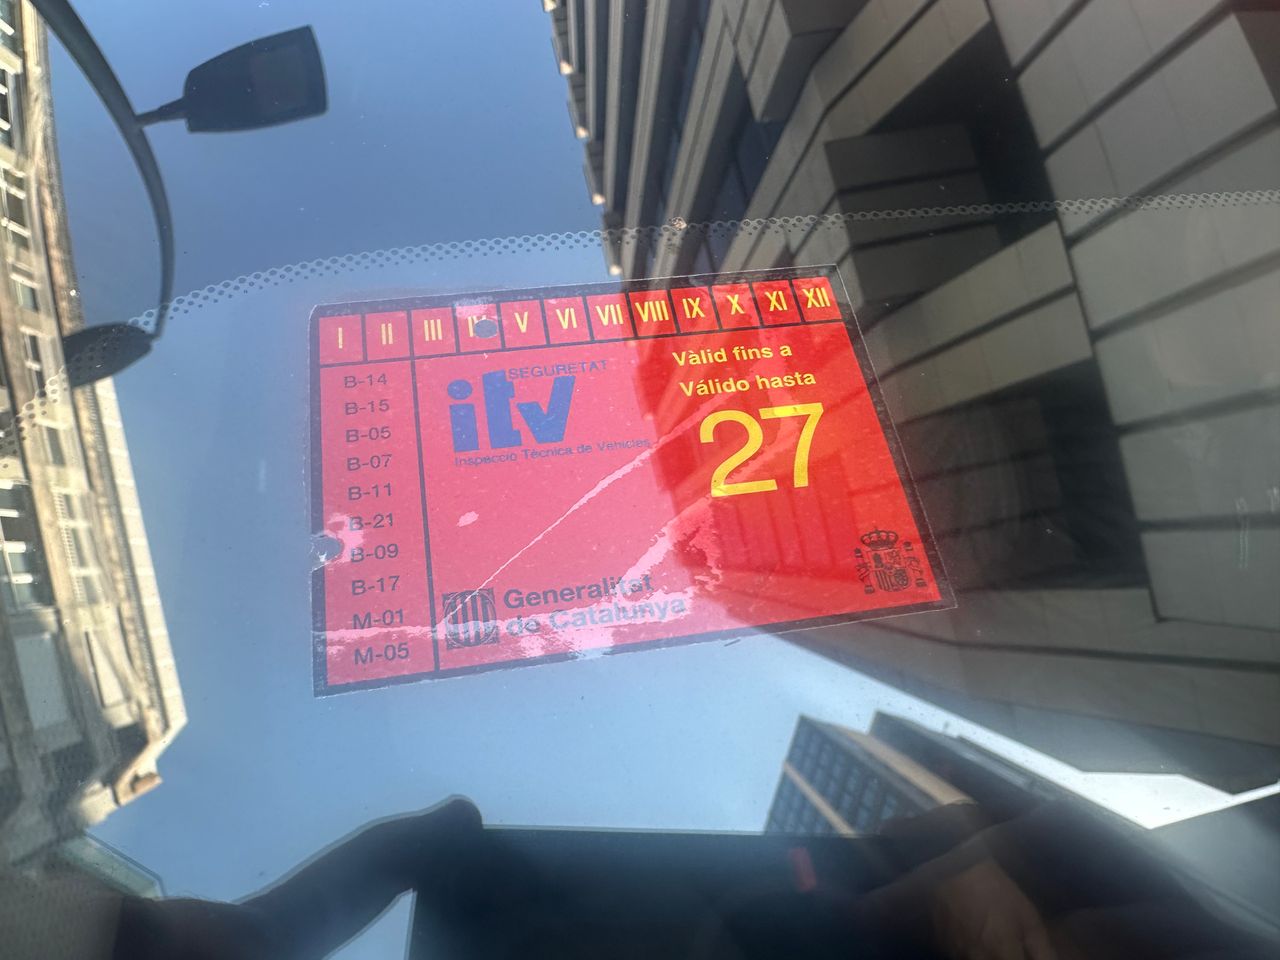 I II III IV V VI VII VIII IX X XI XII
B-14
B-15
B-05
B-07
B-11
B-21
B-09
B-17
M-01
M-05
SEGURETAT
itv
Inspecció Tècnica de Vehicles
Vàlid fins a
Válido hasta
27
Generalitat
de Catalunya